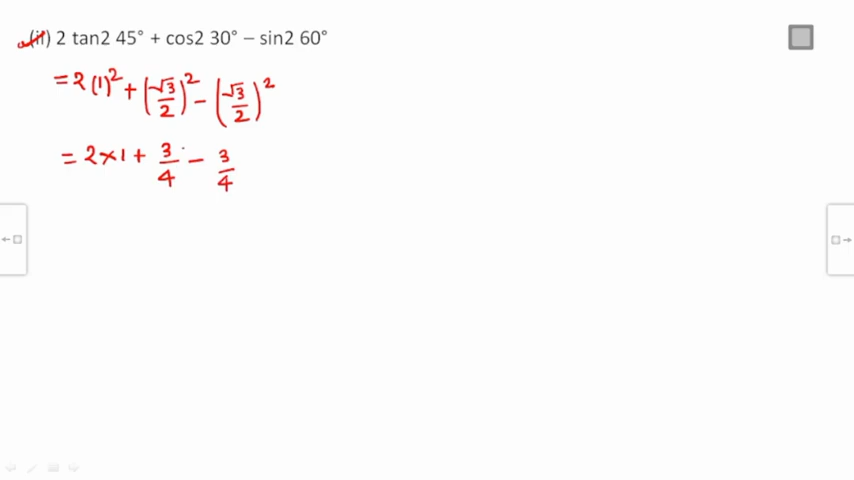 (ii) 2 tan2 45° + cos2 30° – sin2 60°
= 2 (1)² + (√3/2)² – (√3/2)²
= 2 × 1 + 3/4 – 3/4